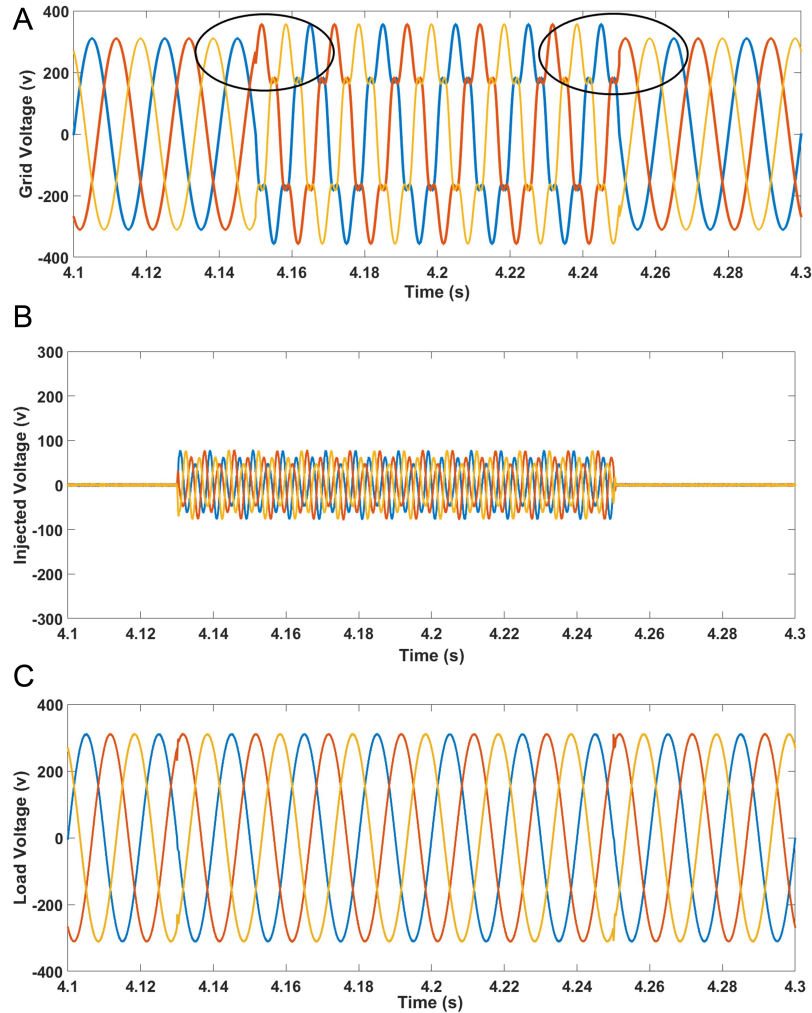 A
400
200
0
-200
-400
Grid Voltage (v)
4.1 4.12 4.14 4.16 4.18 4.2 4.22 4.24 4.26 4.28 4.3
Time (s)
B
300
200
100
0
-100
-200
-300
Injected Voltage (v)
4.1 4.12 4.14 4.16 4.18 4.2 4.22 4.24 4.26 4.28 4.3
Time (s)
C
400
200
0
-200
-400
Load Voltage (v)
4.1 4.12 4.14 4.16 4.18 4.2 4.22 4.24 4.26 4.28 4.3
Time (s)